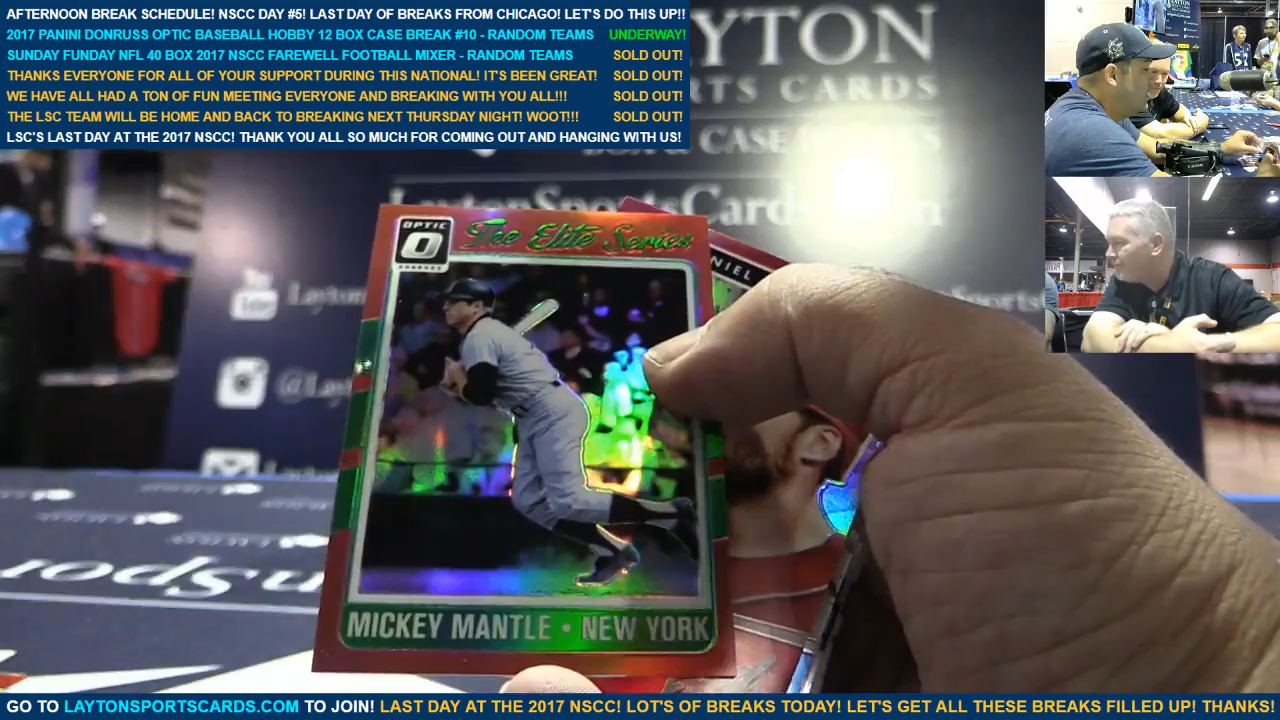 AFTERNOON BREAK SCHEDULE! NSCC DAY #5! LAST DAY OF BREAKS FROM CHICAGO! LET'S DO THIS UP!!
2017 PANINI DONRUSS OPTIC BASEBALL HOBBY 12 BOX CASE BREAK #10 - RANDOM TEAMS UNDERWAY!
SUNDAY FUNDAY NFL 40 BOX 2017 NSCC FAREWELL FOOTBALL MIXER - RANDOM TEAMS SOLD OUT!
THANKS EVERYONE FOR ALL OF YOUR SUPPORT DURING THIS NATIONAL! IT'S BEEN GREAT! SOLD OUT!
WE HAVE ALL HAD A TON OF FUN MEETING EVERYONE AND BREAKING WITH YOU ALL!!! SOLD OUT!
THE LSC TEAM WILL BE HOME AND BACK TO BREAKING NEXT THURSDAY NIGHT! WOOT!!! SOLD OUT!
LSC'S LAST DAY AT THE 2017 NSCC! THANK YOU ALL SO MUCH FOR COMING OUT AND HANGING WITH US!
YTON
RTS CARDS
BOX & CASE
LaytonSportsCards
OPTIC
O
DONRUSS
The Elite Series
NIEL
You
Tube
Layton
@Lay
MICKEY MANTLE • NEW YORK
GO TO LAYTONSPORTSCARDS.COM TO JOIN! LAST DAY AT THE 2017 NSCC! LOT'S OF BREAKS TODAY! LET'S GET ALL THESE BREAKS FILLED UP! THANKS!